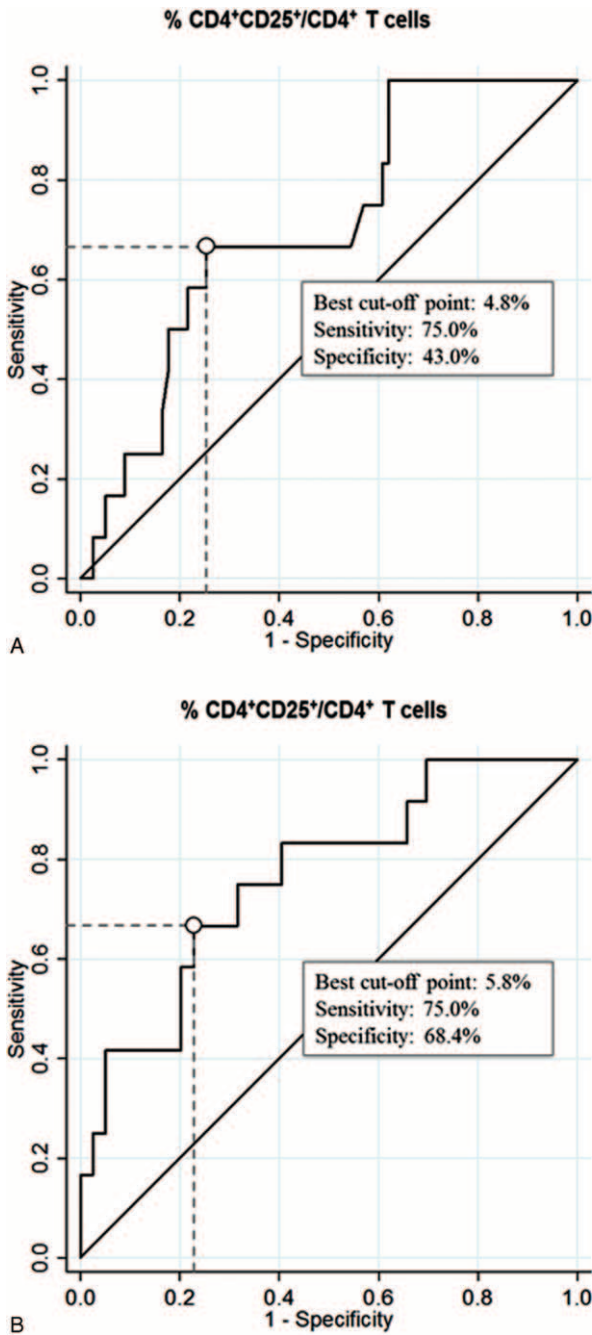 % CD4⁺CD25⁺/CD4⁺ T cells
1.0
0.8
0.6
0.4
0.2
0.0
Sensitivity
Best cut-off point: 4.8%
Sensitivity: 75.0%
Specificity: 43.0%
0.0 0.2 0.4 0.6 0.8 1.0
1 - Specificity
A
% CD4⁺CD25⁺/CD4⁺ T cells
1.0
0.8
0.6
0.4
0.2
0.0
Sensitivity
Best cut-off point: 5.8%
Sensitivity: 75.0%
Specificity: 68.4%
0.0 0.2 0.4 0.6 0.8 1.0
1 - Specificity
B